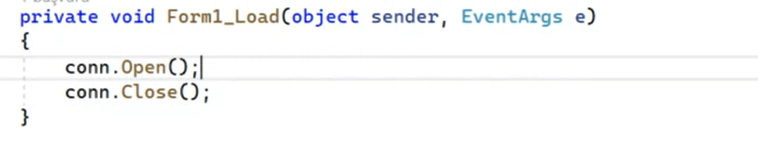 private void Form1_Load(object sender, EventArgs e)
{
conn.Open();
conn.Close();
}